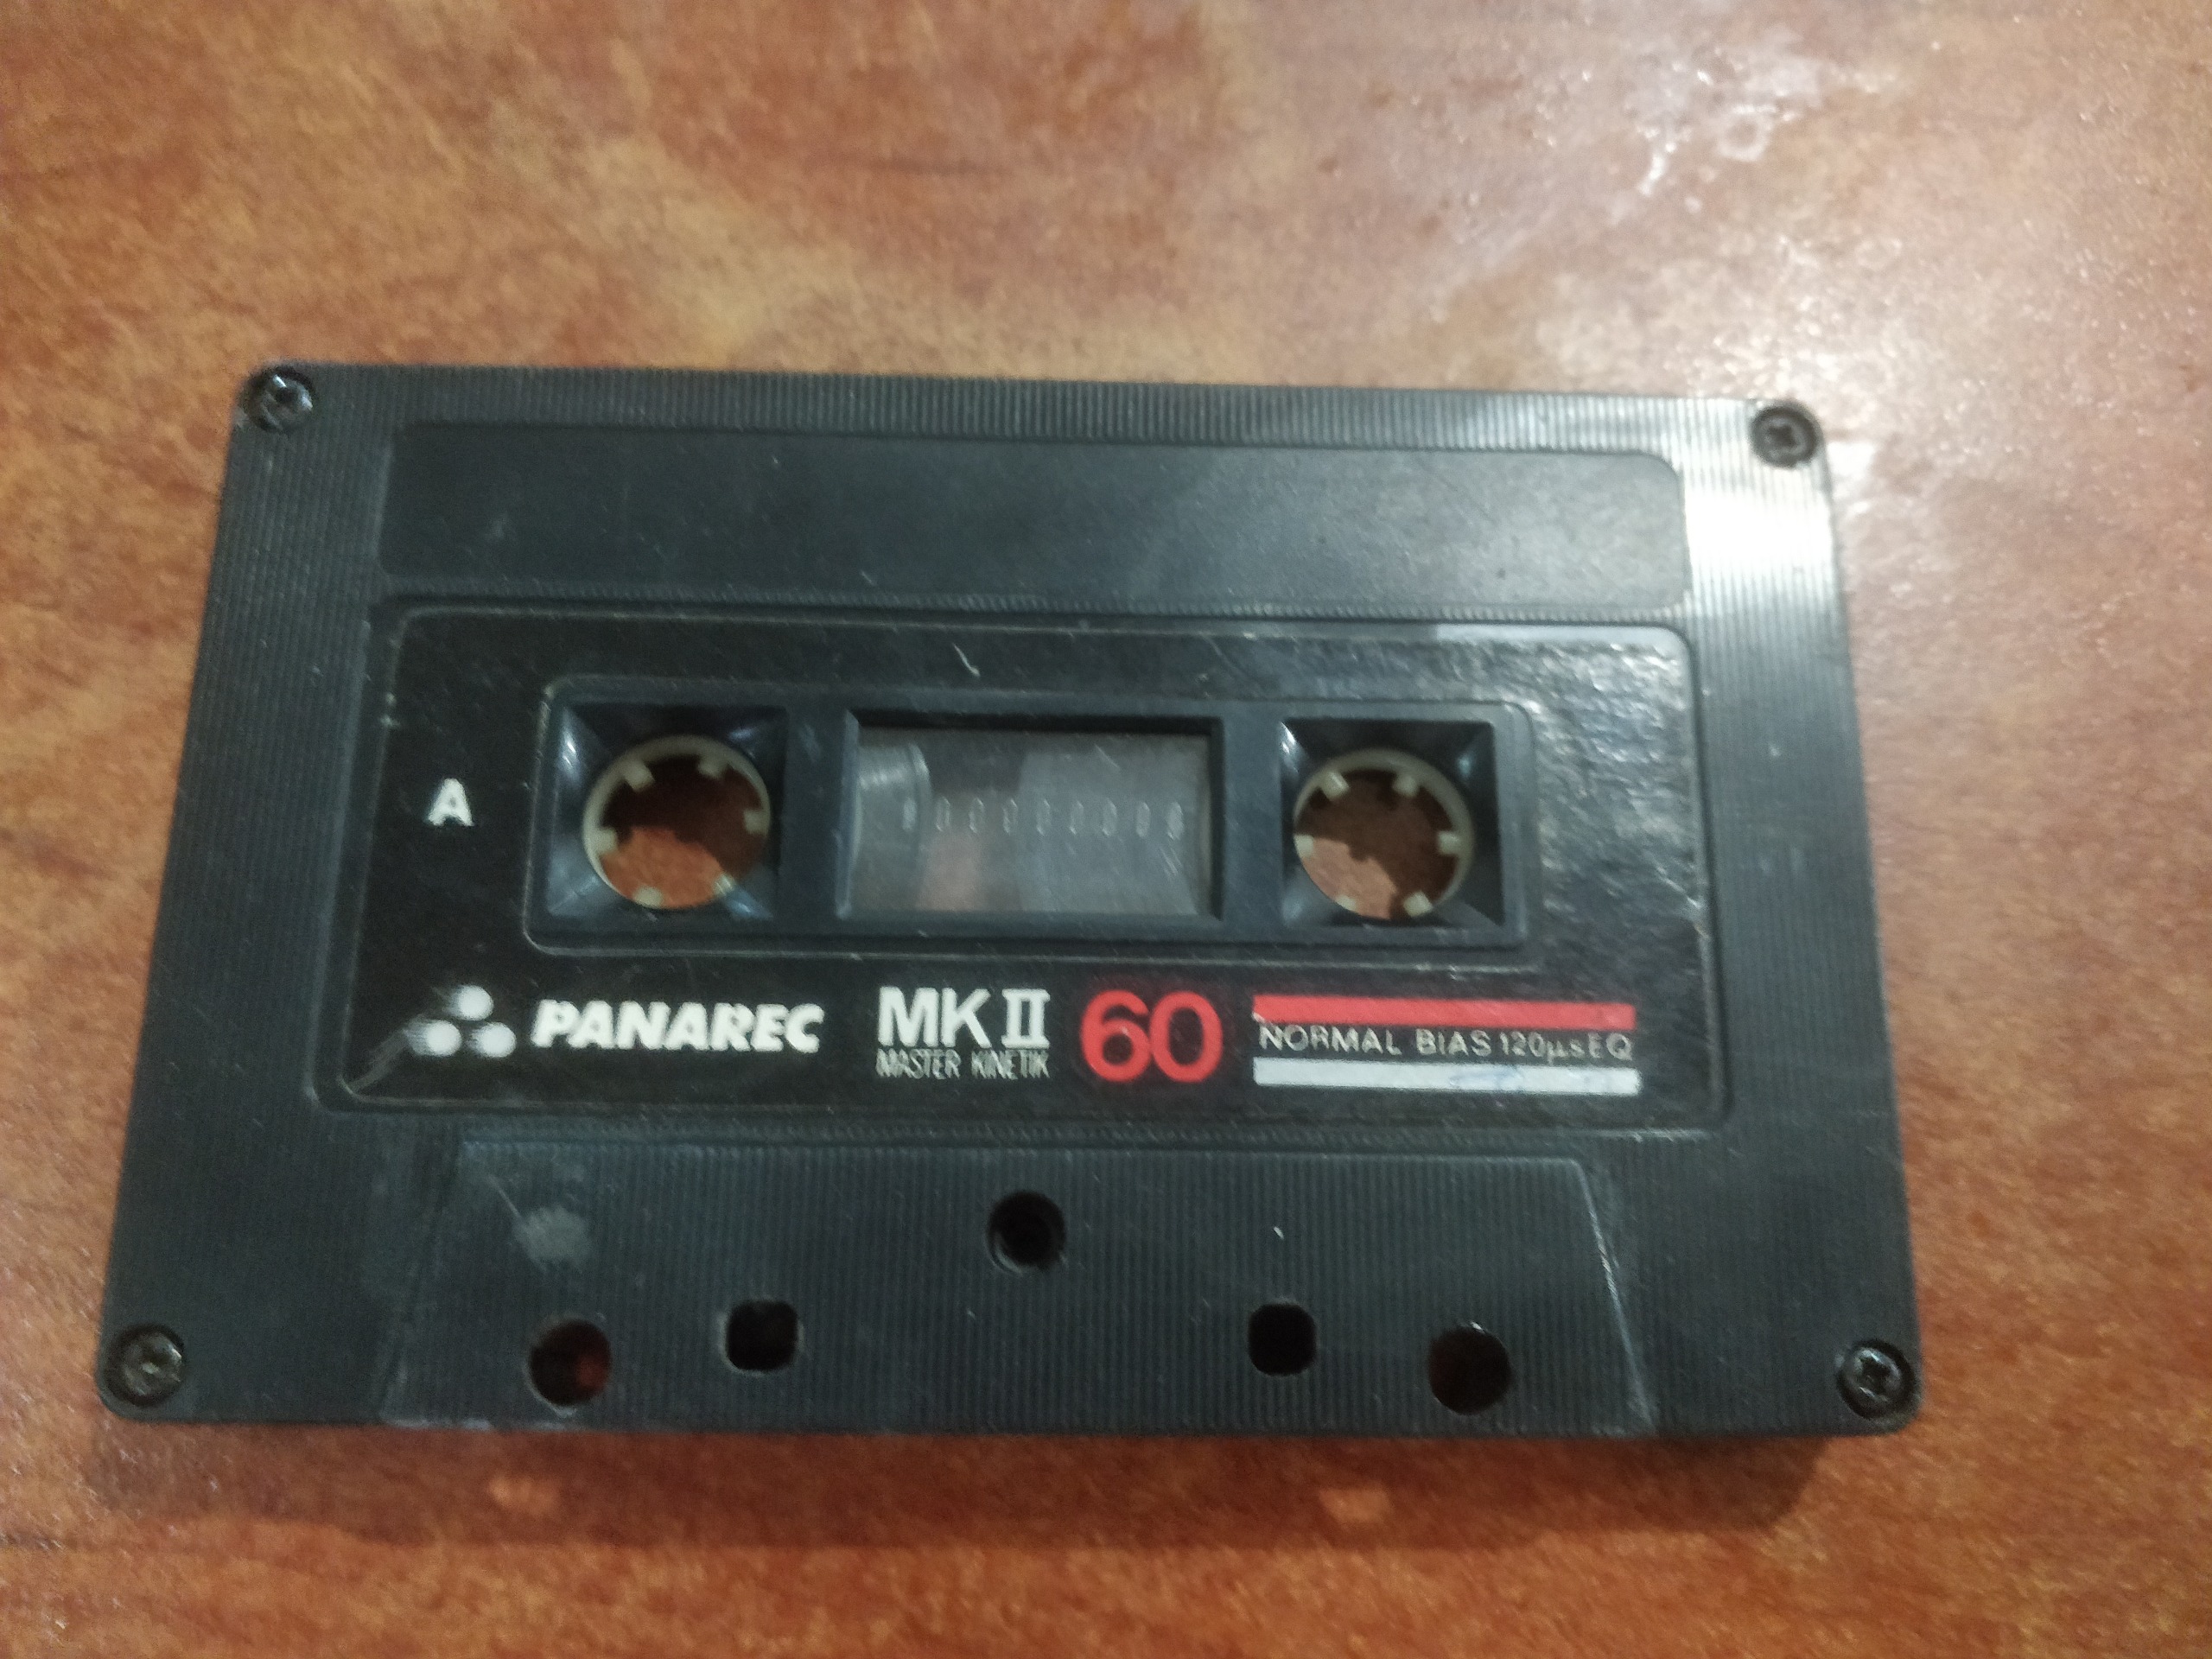 A
PANAREC MK II 60 NORMAL BIAS 120µs EQ
MASTER KINETIK